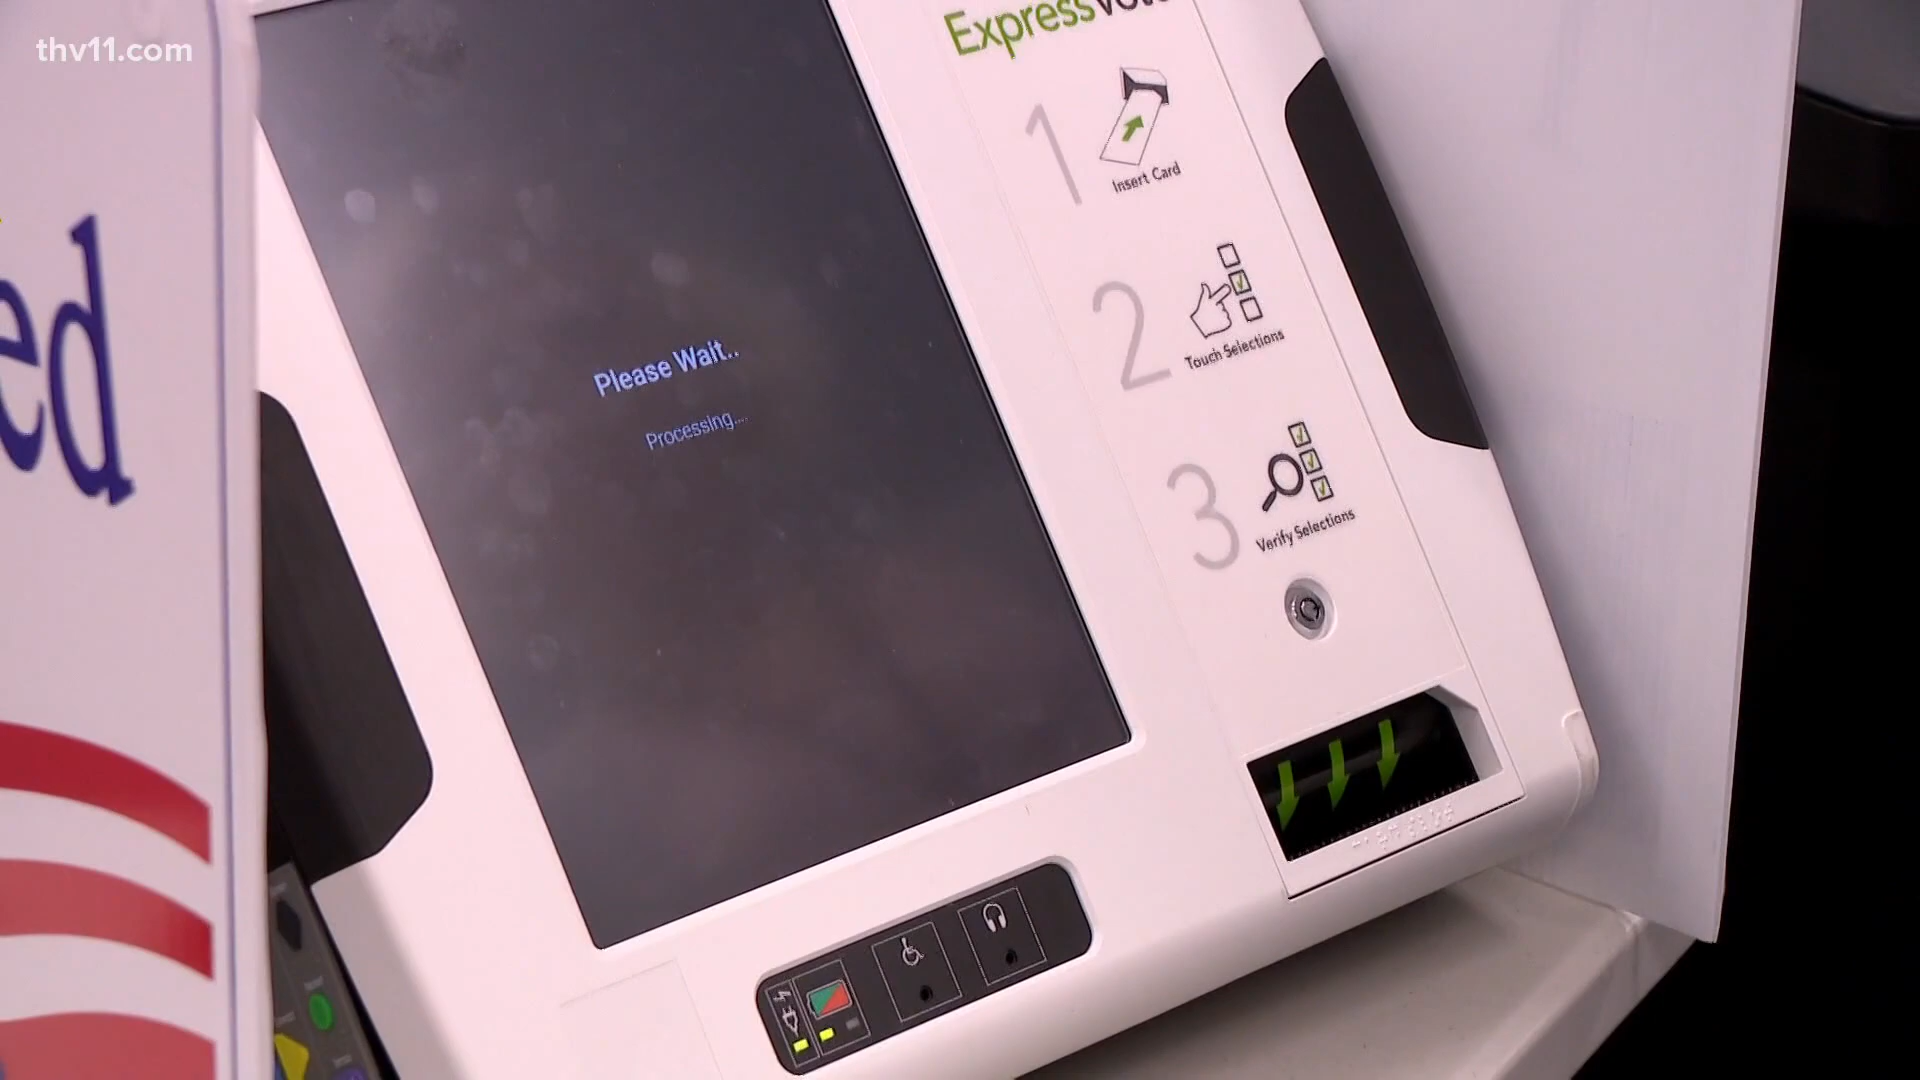 thv11.com
ExpressVote
1
Insert Card
2
Touch Selections
3
Verify Selections
Please Wait..
Processing....
ed